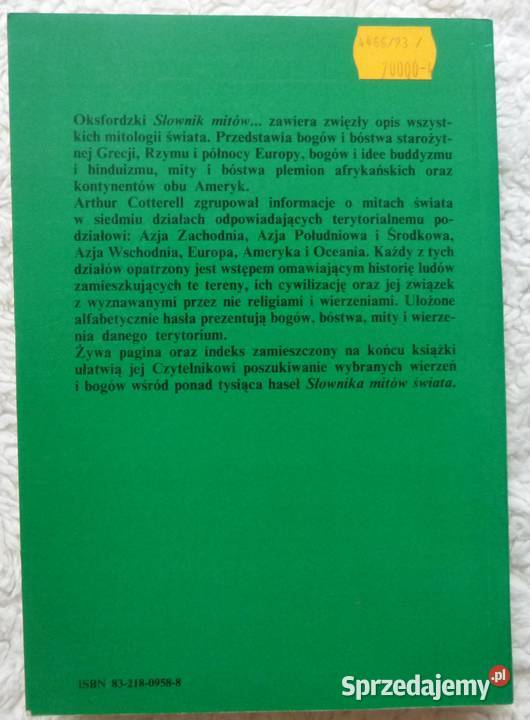 4466/93/
70000-
Oksfordzki Słownik mitów... zawiera zwięzły opis wszyst-
kich mitologii świata. Przedstawia bogów i bóstwa starożyt-
nej Grecji, Rzymu i północy Europy, bogów i idee buddyzmu
i hinduizmu, mity i bóstwa plemion afrykańskich oraz
kontynentów obu Ameryk.
Arthur Cotterell zgrupował informacje o mitach świata
w siedmiu działach odpowiadających terytorialnemu po-
działowi: Azja Zachodnia, Azja Południowa i Środkowa,
Azja Wschodnia, Europa, Ameryka i Oceania. Każdy z tych
działów opatrzony jest wstępem omawiającym historię ludów
zamieszkujących te tereny, ich cywilizację oraz jej związek
z wyznawanymi przez nie religiami i wierzeniami. Ułożone
alfabetycznie hasła prezentują bogów, bóstwa, mity i wierze-
nia danego terytorium.
Żywa pagina oraz indeks zamieszczony na końcu książki
ułatwią jej Czytelnikowi poszukiwanie wybranych wierzeń
i bogów wśród ponad tysiąca haseł Słownika mitów świata.
ISBN 83-218-0958-8
Sprzedajemy.pl